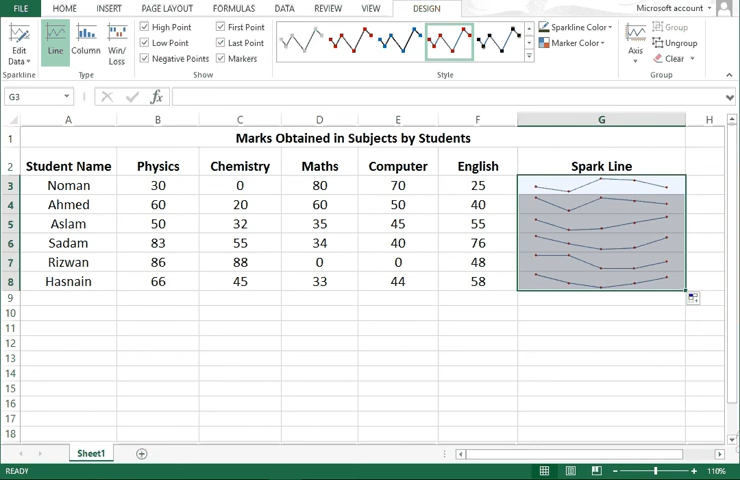 FILE HOME INSERT PAGE LAYOUT FORMULAS DATA REVIEW VIEW DESIGN Microsoft account
Edit Data Line Column Win/Loss High Point First Point Sparkline Color Axis Group
Low Point Last Point Marker Color Ungroup
Negative Points Markers Clear
Sparkline Type Show Style Group
G3 fx
A B C D E F G H
1 Marks Obtained in Subjects by Students
2 Student Name Physics Chemistry Maths Computer English Spark Line
3 Noman 30 0 80 70 25
4 Ahmed 60 20 60 50 40
5 Aslam 50 32 35 45 55
6 Sadam 83 55 34 40 76
7 Rizwan 86 88 0 0 48
8 Hasnain 66 45 33 44 58
9
10
11
12
13
14
15
16
17
18
Sheet1
READY 110%